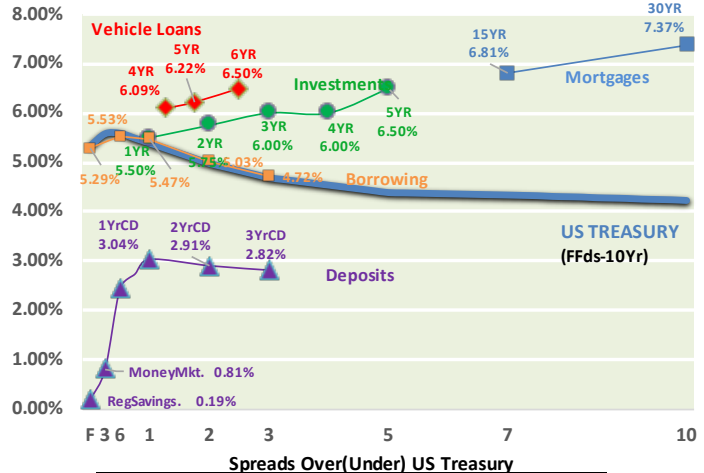 8.00%
7.00%
6.00%
5.00%
4.00%
3.00%
2.00%
1.00%
0.00%
Vehicle Loans
4YR
6.09%
5YR
6.22%
6YR
6.50%
Investment
1YR
5.50%
2YR
5.75%
3YR
6.00%
4YR
6.00%
5YR
6.50%
15YR
6.81%
30YR
7.37%
Mortgages
5.53%
5.29%
5.47%
5.03%
4.72%
Borrowing
US TREASURY
(FFds-10Yr)
1YrCD
3.04%
2YrCD
2.91%
3YrCD
2.82%
Deposits
MoneyMkt. 0.81%
RegSavings. 0.19%
F 3 6 1 2 3 5 7 10
Spreads Over(Under) US Treasury